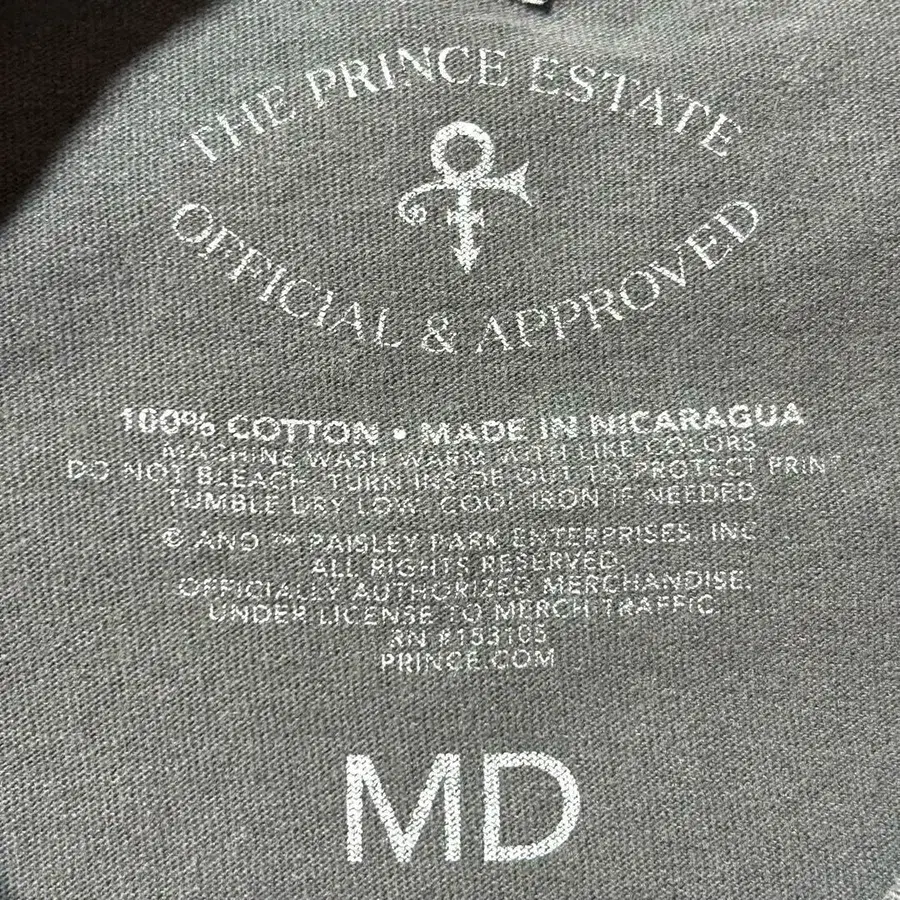 THE PRINCE ESTATE
OFFICIAL & APPROVED
100% COTTON • MADE IN NICARAGUA
MACHINE WASH WARM WITH LIKE COLORS
DO NOT BLEACH. TURN INSIDE OUT TO PROTECT PRINT
TUMBLE DRY LOW. COOL IRON IF NEEDED.
© AND ™ PAISLEY PARK ENTERPRISES, INC
ALL RIGHTS RESERVED.
OFFICIALLY AUTHORIZED MERCHANDISE.
UNDER LICENSE TO MERCH TRAFFIC
RN #153105
PRINCE.COM
MD